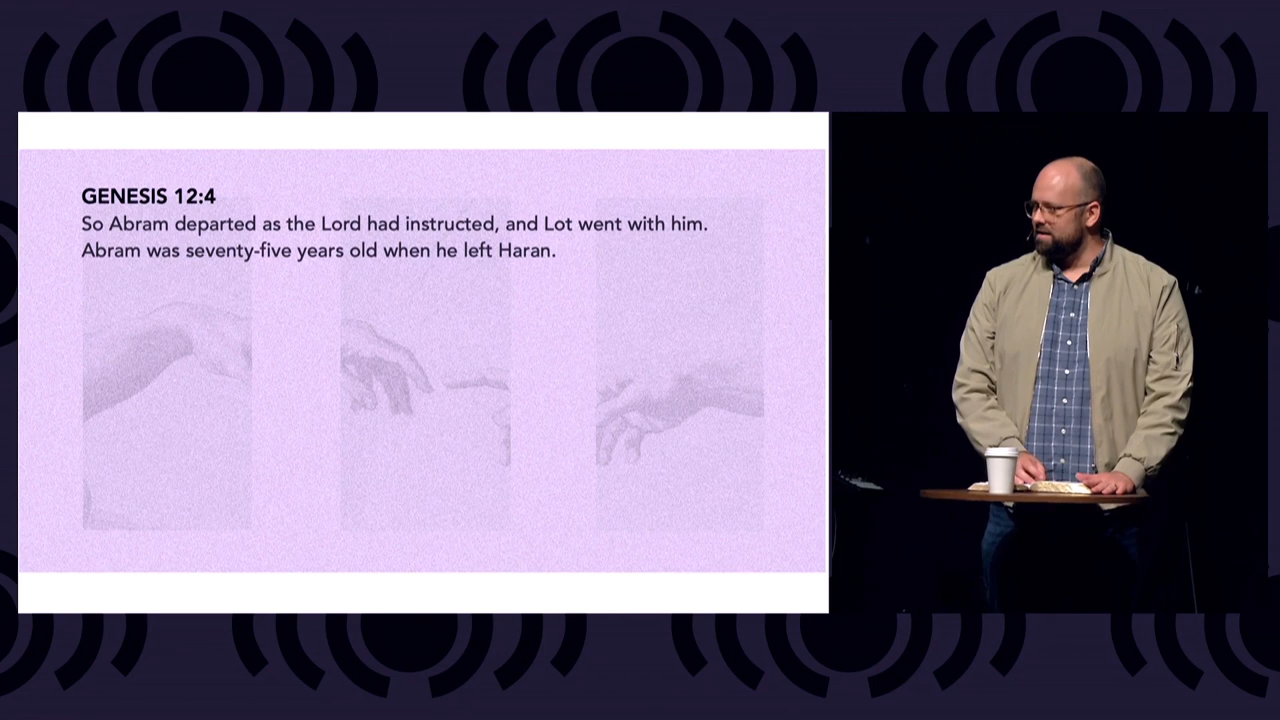 GENESIS 12:4
So Abram departed as the Lord had instructed, and Lot went with him.
Abram was seventy-five years old when he left Haran.